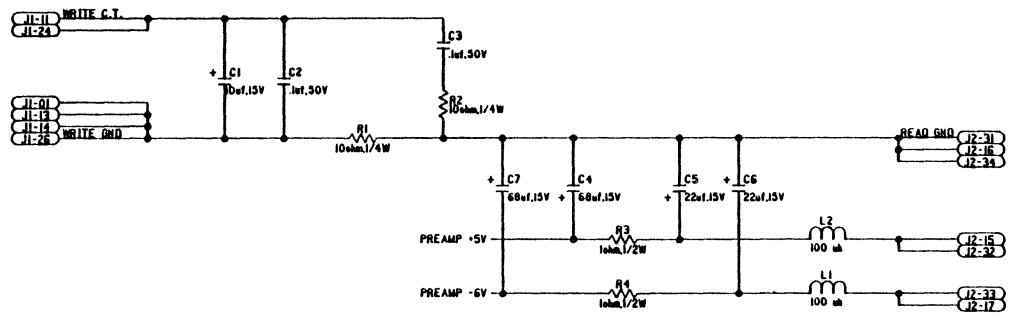 J1-11 WRITE C.T.
J1-24
C3
.1uf,50V
+ C1
10uf,15V
C2
.1uf,50V
R2
10ohm,1/4W
J1-01
J1-13
J1-14
J1-26 WRITE GND
R1
10ohm,1/4W
READ GND J2-31
J2-16
J2-34
+ C7
68uf,15V
C4
+ 68uf,15V
C5
+ 22uf,15V
+ C6
22uf,15V
PREAMP +5V
R3
1ohm,1/2W
L2
100 uh
J2-15
J2-32
PREAMP -6V
R4
1ohm,1/2W
L1
100 uh
J2-33
J2-17